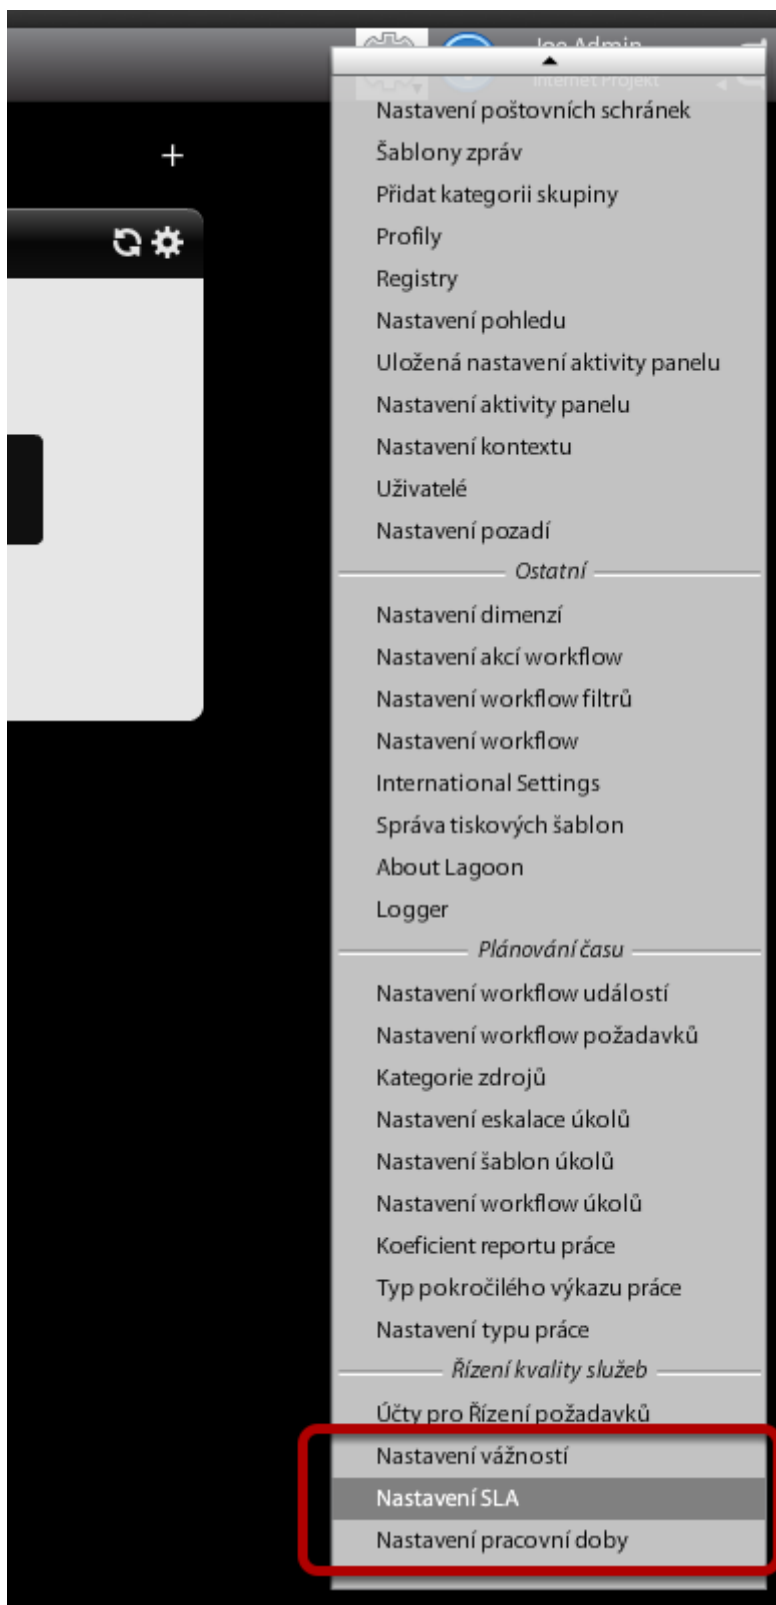 Joe Admin
Internet Projekt
Nastavení poštovních schránek
Šablony zpráv
Přidat kategorii skupiny
Profily
Registry
Nastavení pohledu
Uložená nastavení aktivity panelu
Nastavení aktivity panelu
Nastavení kontextu
Uživatelé
Nastavení pozadí
Ostatní
Nastavení dimenzí
Nastavení akcí workflow
Nastavení workflow filtrů
Nastavení workflow
International Settings
Správa tiskových šablon
About Lagoon
Logger
Plánování času
Nastavení workflow událostí
Nastavení workflow požadavků
Kategorie zdrojů
Nastavení eskalace úkolů
Nastavení šablon úkolů
Nastavení workflow úkolů
Koeficient reportu práce
Typ pokročilého výkazu práce
Nastavení typu práce
Řízení kvality služeb
Účty pro Řízení požadavků
Nastavení vážností
Nastavení SLA
Nastavení pracovní doby